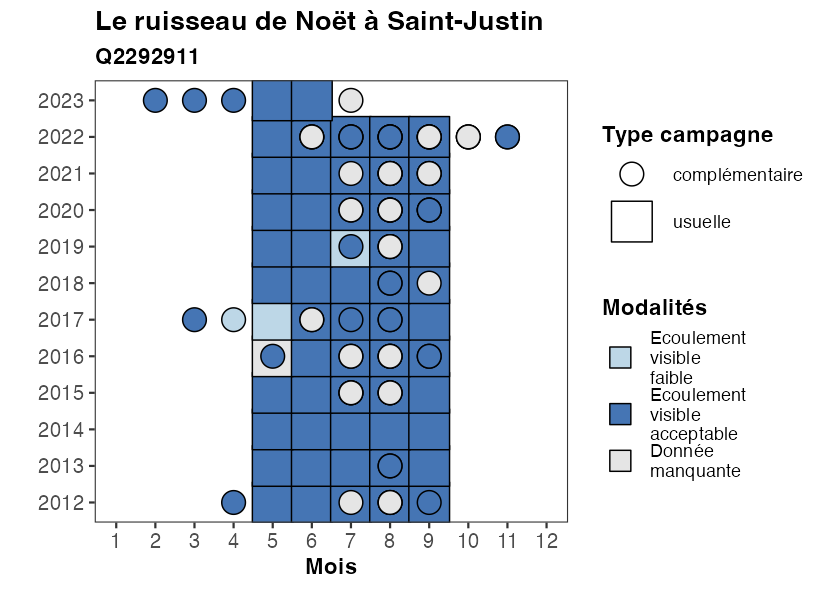 Le ruisseau de Noët à Saint-Justin
Q2292911
2023
2022
2021
2020
2019
2018
2017
2016
2015
2014
2013
2012
1 2 3 4 5 6 7 8 9 10 11 12
Mois
Type campagne
complémentaire
usuelle
Modalités
Ecoulement
visible
faible
Ecoulement
visible
acceptable
Donnée
manquante